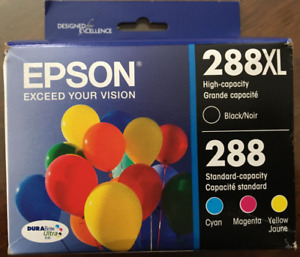 DESIGNED for
EXCELLENCE
EPSON
EXCEED YOUR VISION
288XL
High-capacity
Grande capacité
Black/Noir
288
Standard-capacity
Capacité standard
Cyan
Magenta
Yellow
Jaune
DURABrite
Ultra